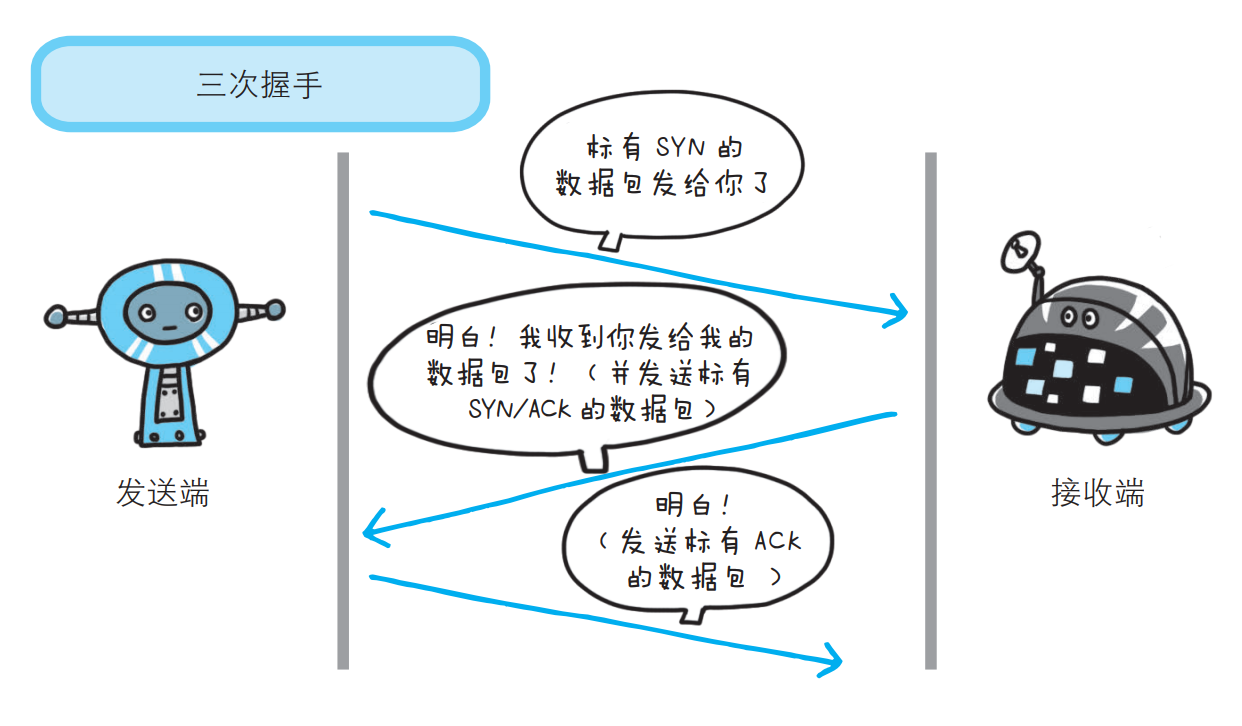 三次握手
标有 SYN 的
数据包发给你了
明白！我收到你发给我的
数据包了！（并发送标有
SYN/ACK 的数据包）
发送端
接收端
明白！
（发送标有 ACK
的数据包 ）